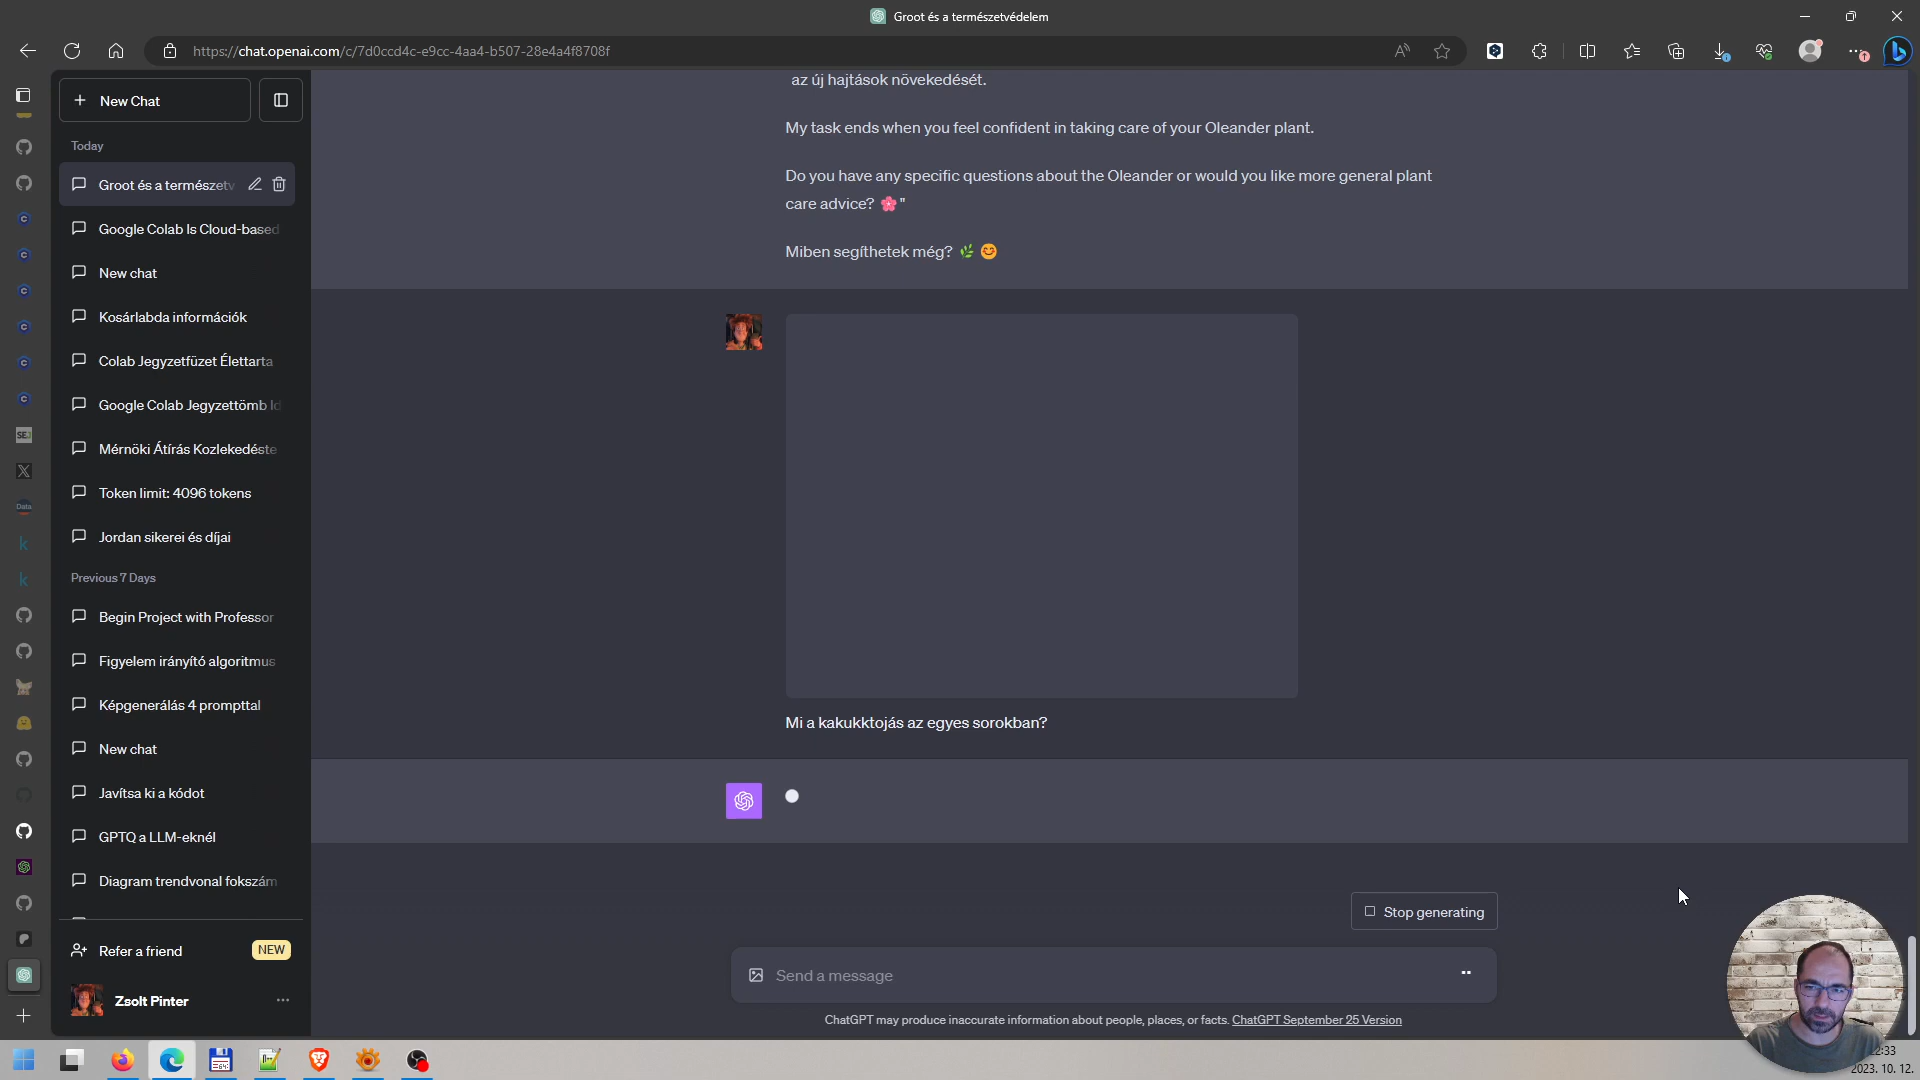 Groot és a természetvédelem
https://chat.openai.com/c/7d0ccd4c-e9cc-4aa4-b507-28e4a4f8708f
New Chat
Today
Groot és a természetv
Google Colab Is Cloud-based
New chat
Kosárlabda információk
Colab Jegyzetfüzet Élettarta
Google Colab Jegyzettömb Id
Mérnöki Átírás Kozlekedéste
Token limit: 4096 tokens
Jordan sikerei és díjai
Previous 7 Days
Begin Project with Professor
Figyelem irányító algoritmus
Képgenerálás 4 prompttal
New chat
Javítsa ki a kódot
GPTQ a LLM-eknél
Diagram trendvonal fokszám
Refer a friend
NEW
Zsolt Pinter
az új hajtások növekedését.
My task ends when you feel confident in taking care of your Oleander plant.
Do you have any specific questions about the Oleander or would you like more general plant
care advice? 🌸"
Miben segíthetek még? 🌿 😊
Mi a kakukktojás az egyes sorokban?
Stop generating
Send a message
ChatGPT may produce inaccurate information about people, places, or facts. ChatGPT September 25 Version
2023. 10. 12.